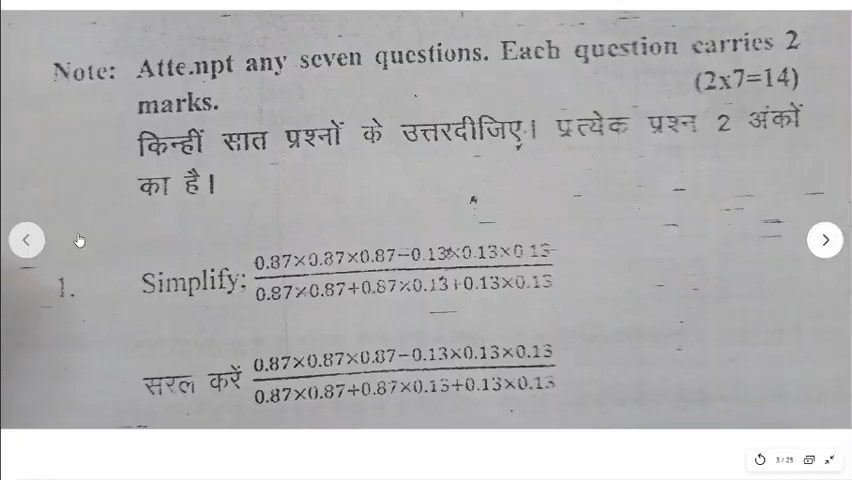 Note: Atte.npt any seven questions. Each question carries 2
marks. (2x7=14)
किन्हीं सात प्रश्नों के उत्तरदीजिए। प्रत्येक प्रश्न 2 अंकों
का है।
1. Simplify; 0.87×0.87×0.87−0.13×0.13×0.13
0.87×0.87+0.87×0.13+0.13×0.13
सरल करें 0.87×0.87×0.87−0.13×0.13×0.13
0.87×0.87+0.87×0.13+0.13×0.13
3 / 25